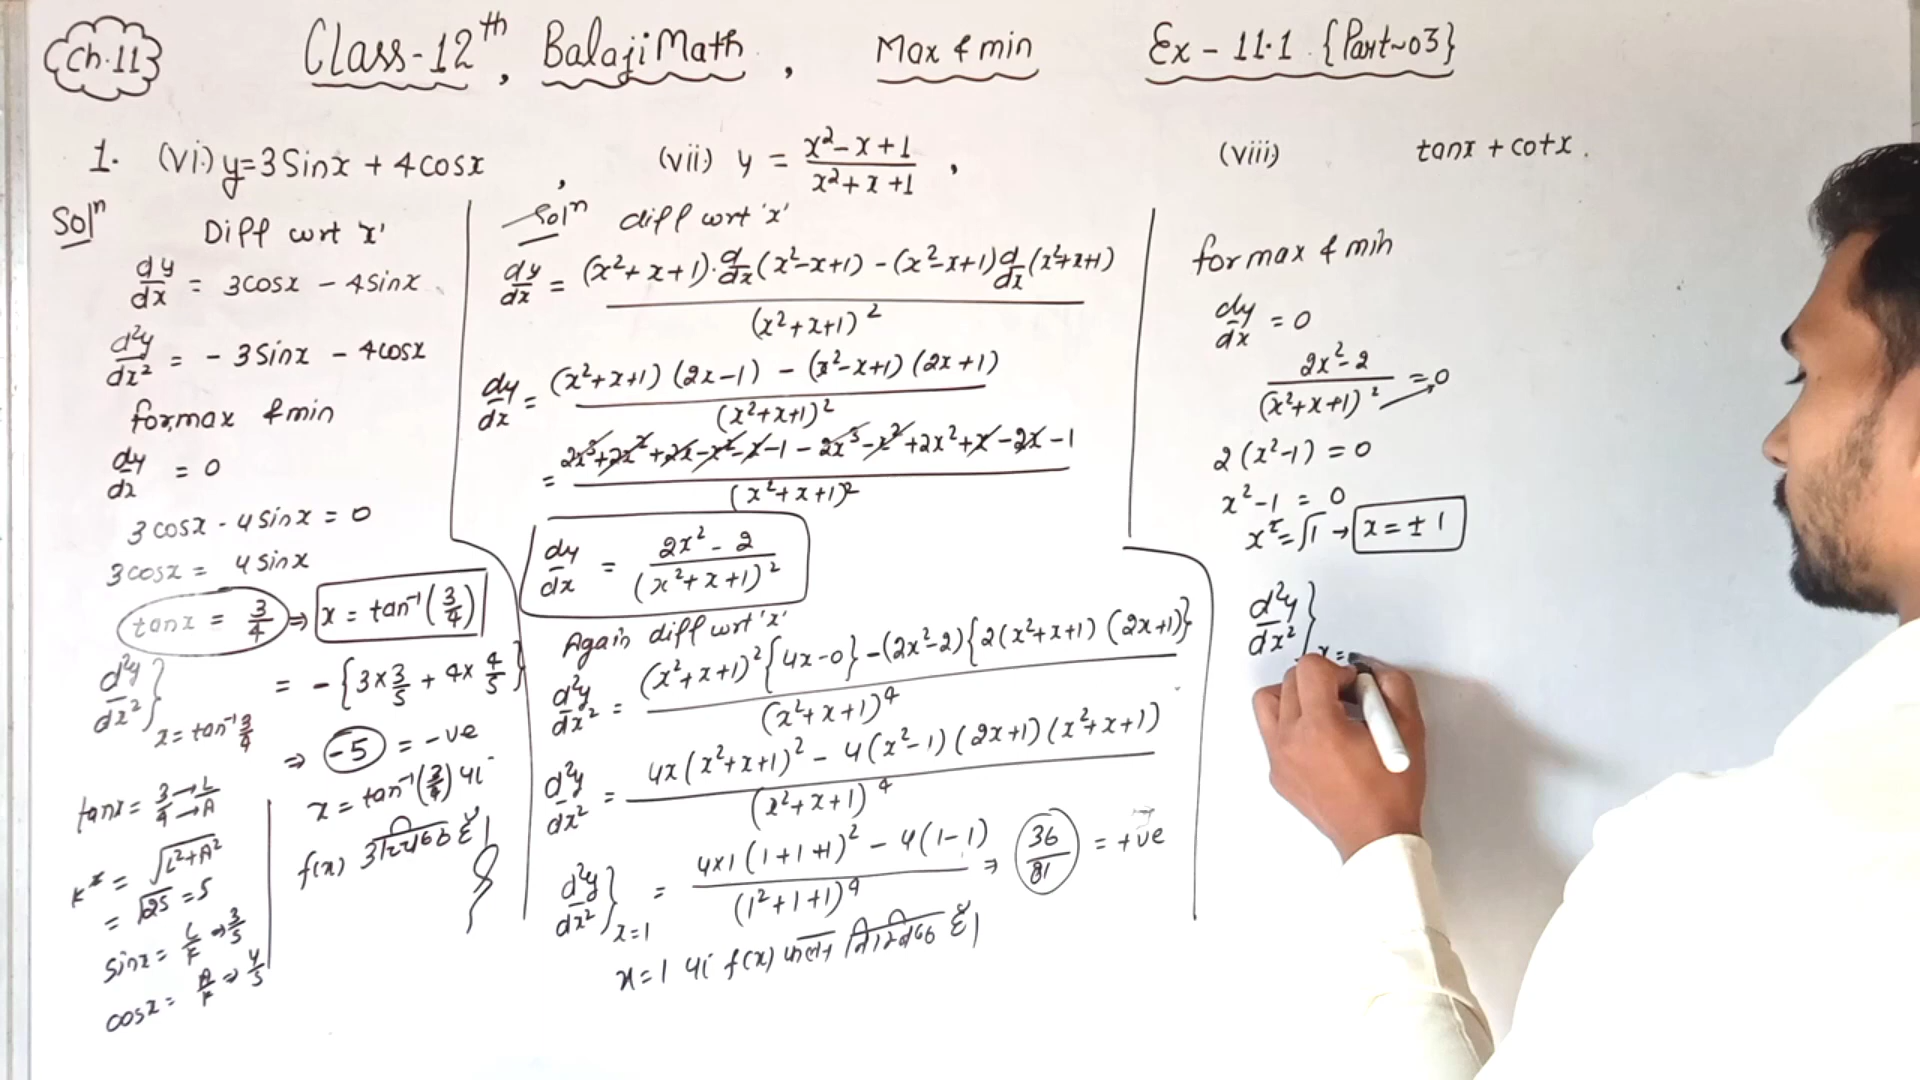 Ch.11
Class-12th, Balaji Math, Max & min Ex-11.1 {Part~03}
1. (vi) y=3Sinx + 4cosx, (vii) y = (x²-x+1)/(x²+x+1), (viii) tanx + cotx.
Solⁿ Diff wrt 'x'
dy/dx = 3cosx - 4sinx
d²y/dx² = -3sinx - 4cosx
for max & min
dy/dx = 0
3cosx - 4sinx = 0
3cosx = 4sinx
tanx = 3/4 ⇒ x = tan⁻¹(3/4)
d²y/dx²} x=tan⁻¹3/4 = -{3×3/5 + 4×4/5}
⇒ -5 = -ve
x = tan⁻¹(3/4) पर
f(x) उच्चिष्ठ है।
tanx = 3/4 →L →A
= √L²+A²
= √25 = 5
sinx = L/K ⇒ 3/5
cosx = A/K ⇒ 4/5
Solⁿ diff wrt 'x'
dy/dx = ((x²+x+1)·d/dx(x²-x+1) - (x²-x+1)d/dx(x²+x+1))/(x²+x+1)²
dy/dx = ((x²+x+1)(2x-1) - (x²-x+1)(2x+1))/(x²+x+1)²
= (2x³+2x²+2x-x²-x-1-2x³-x²+2x²+x-2x-1)/(x²+x+1)²
dy/dx = (2x²-2)/(x²+x+1)²
Again diff wrt 'x'
d²y/dx² = ((x²+x+1)²{4x-0}-(2x²-2){2(x²+x+1)(2x+1)})/(x²+x+1)⁴
d²y/dx² = (4x(x²+x+1)² - 4(x²-1)(2x+1)(x²+x+1))/(x²+x+1)⁴
d²y/dx²} x=1 = (4×1(1+1+1)² - 4(1-1))/(1²+1+1)⁴ ⇒ 36/81 = +ve
x=1 पर f(x) फलन निम्निष्ठ है।
for max & min
dy/dx = 0
(2x²-2)/(x²+x+1)² = 0
2(x²-1) = 0
x²-1 = 0
x² = √1 → x = ±1
d²y/dx²} x=